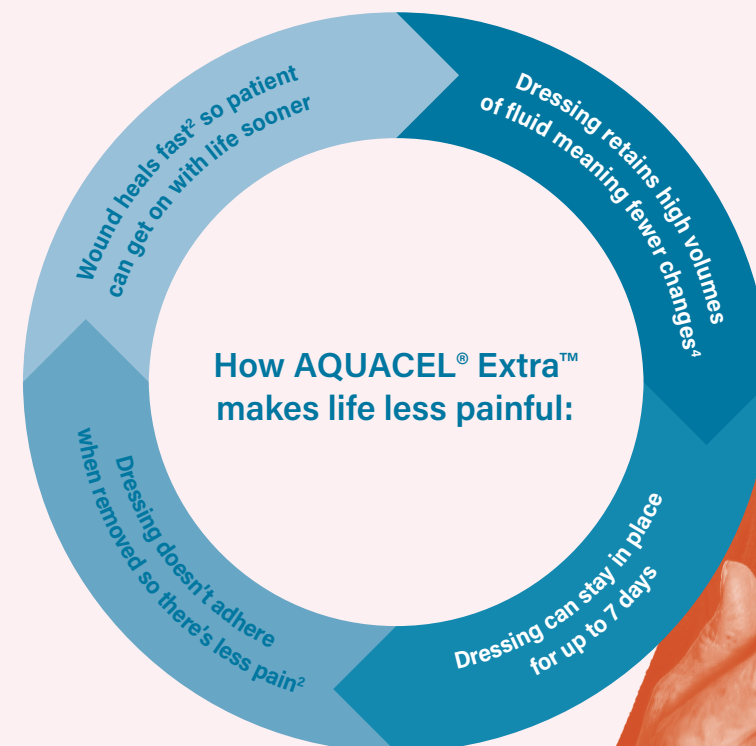 How AQUACEL® Extra™
makes life less painful:
Dressing retains high volumes
of fluid meaning fewer changes⁴
Dressing can stay in place
for up to 7 days
Dressing doesn't adhere
when removed so there's less pain²
Wound heals fast² so patient
can get on with life sooner